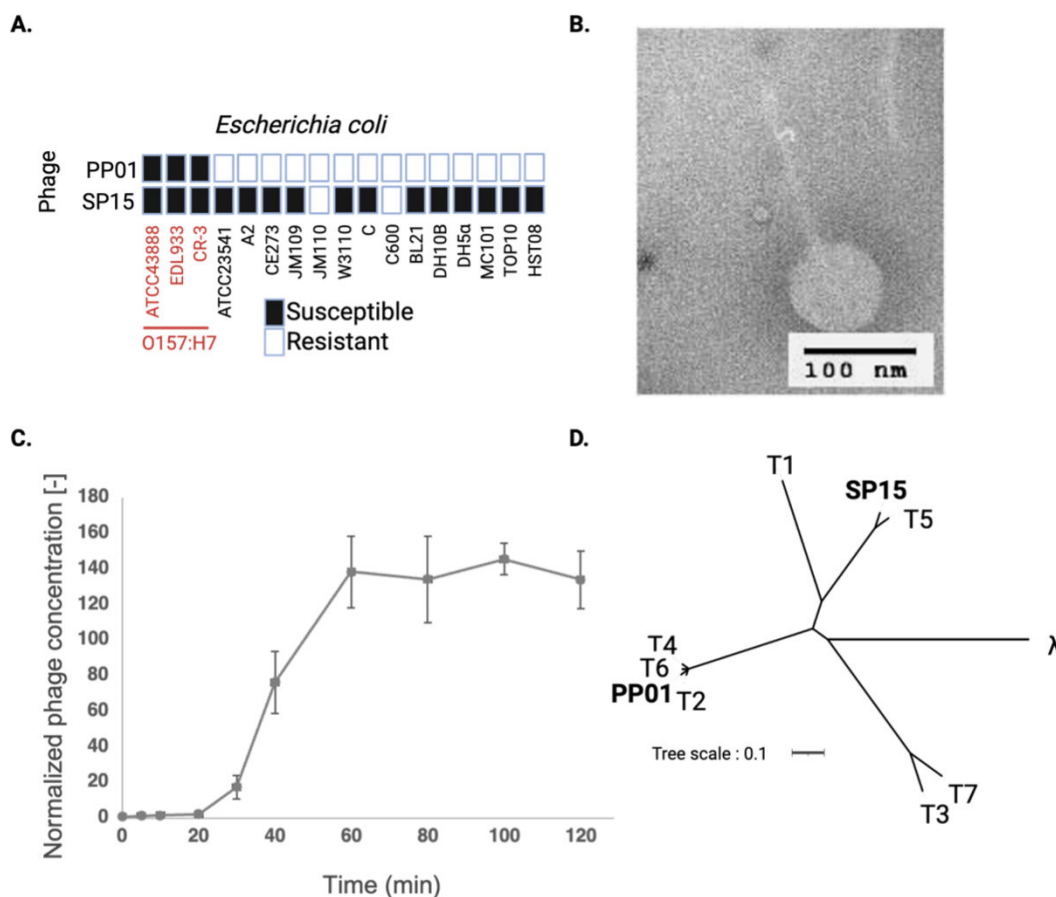 A.
Escherichia coli
Phage
PP01
SP15
ATCC43888
EDL933
CR-3
ATCC23541
A2
CE273
JM109
JM110
W3110
C
C600
BL21
DH10B
DH5α
MC101
TOP10
HST08
O157:H7
Susceptible
Resistant
B.
100 nm
C.
Normalized phage concentration [-]
180
160
140
120
100
80
60
40
20
0
0 20 40 60 80 100 120
Time (min)
D.
T1
SP15
T5
T4
T6
PP01 T2
λ
Tree scale : 0.1
T7
T3